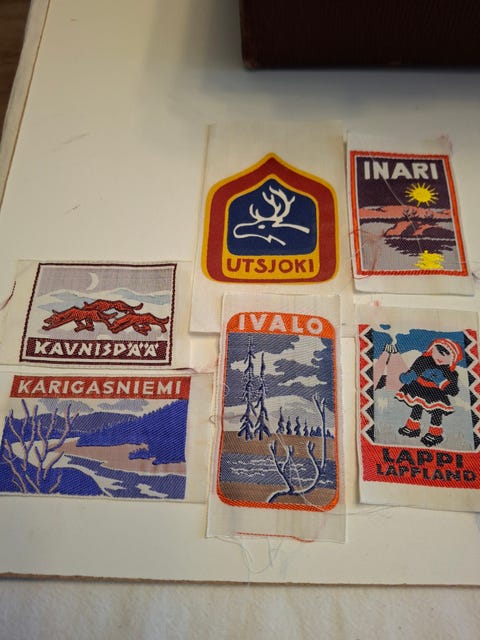 UTSJOKI
INARI
KAVNISPÄÄ
IVALO
KARIGASNIEMI
LAPPI
LAPPLAND